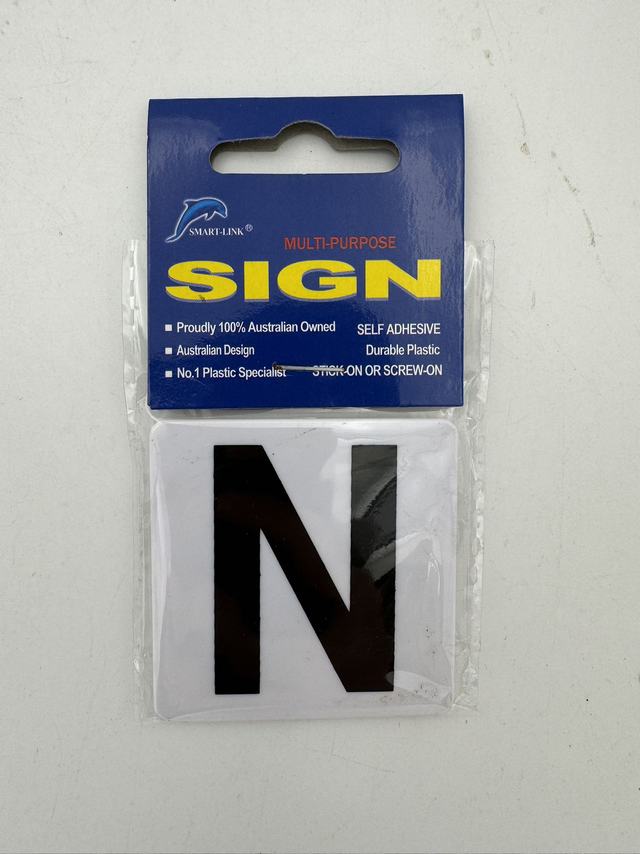 SMART-LINK®
MULTI-PURPOSE
SIGN
Proudly 100% Australian Owned
Australian Design
No.1 Plastic Specialist
SELF ADHESIVE
Durable Plastic
STICK-ON OR SCREW-ON
N